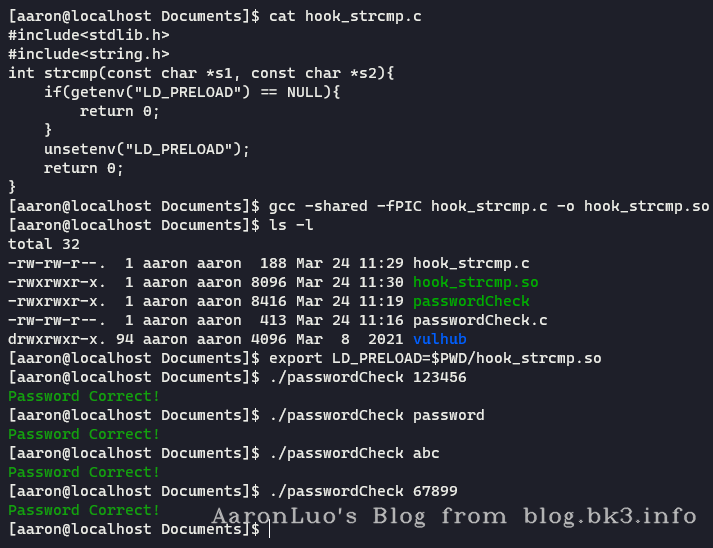 [aaron@localhost Documents]$ cat hook_strcmp.c
#include<stdlib.h>
#include<string.h>
int strcmp(const char *s1, const char *s2){
    if(getenv("LD_PRELOAD") == NULL){
        return 0;
    }
    unsetenv("LD_PRELOAD");
    return 0;
}
[aaron@localhost Documents]$ gcc -shared -fPIC hook_strcmp.c -o hook_strcmp.so
[aaron@localhost Documents]$ ls -l
total 32
-rw-rw-r--.  1 aaron aaron  188 Mar 24 11:29 hook_strcmp.c
-rwxrwxr-x.  1 aaron aaron 8096 Mar 24 11:30 hook_strcmp.so
-rwxrwxr-x.  1 aaron aaron 8416 Mar 24 11:19 passwordCheck
-rw-rw-r--.  1 aaron aaron  413 Mar 24 11:16 passwordCheck.c
drwxrwxr-x. 94 aaron aaron 4096 Mar  8  2021 vulhub
[aaron@localhost Documents]$ export LD_PRELOAD=$PWD/hook_strcmp.so
[aaron@localhost Documents]$ ./passwordCheck 123456
Password Correct!
[aaron@localhost Documents]$ ./passwordCheck password
Password Correct!
[aaron@localhost Documents]$ ./passwordCheck abc
Password Correct!
[aaron@localhost Documents]$ ./passwordCheck 67899
Password Correct!
[aaron@localhost Documents]$
AaronLuo's Blog from blog.bk3.info